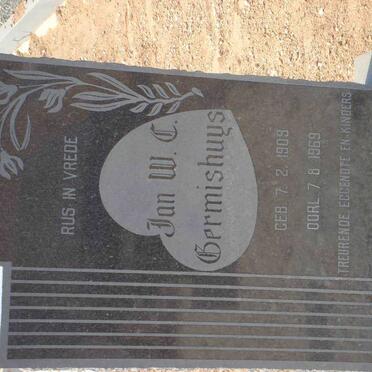 RUS IN VREDE
Jan W. C.
Germishuys
GEB 7. 2. 1909
OORL 7. 8 1969
TREURENDE EGGENOTE EN KINDERS